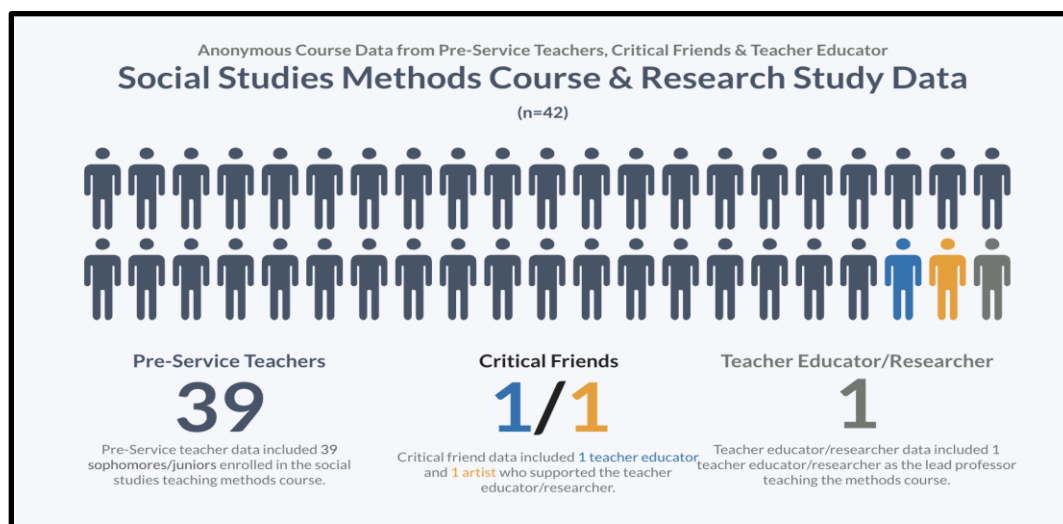 Anonymous Course Data from Pre-Service Teachers, Critical Friends & Teacher Educator
Social Studies Methods Course & Research Study Data
(n=42)
Pre-Service Teachers
39
Pre-Service teacher data included 39
sophomores/juniors enrolled in the social
studies teaching methods course.
Critical Friends
1/1
Critical friend data included 1 teacher educator
and 1 artist who supported the teacher
educator/researcher.
Teacher Educator/Researcher
1
Teacher educator/researcher data included 1
teacher educator/researcher as the lead professor
teaching the methods course.